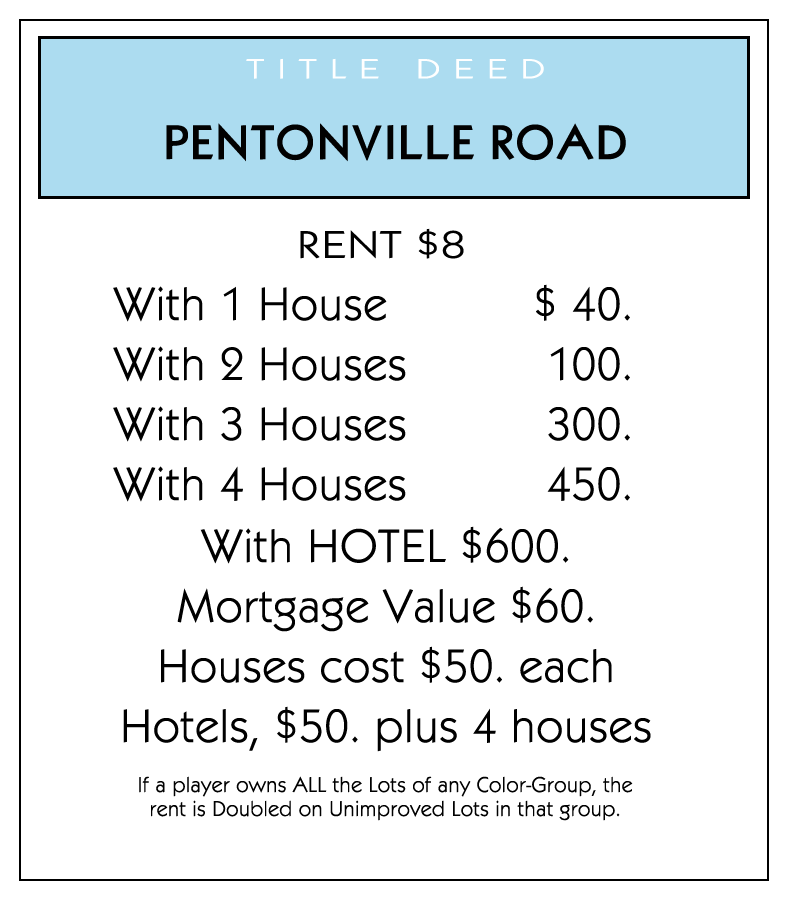 TITLE DEED
PENTONVILLE ROAD
RENT $8
With 1 House $ 40.
With 2 Houses 100.
With 3 Houses 300.
With 4 Houses 450.
With HOTEL $600.
Mortgage Value $60.
Houses cost $50. each
Hotels, $50. plus 4 houses
If a player owns ALL the Lots of any Color-Group, the
rent is Doubled on Unimproved Lots in that group.